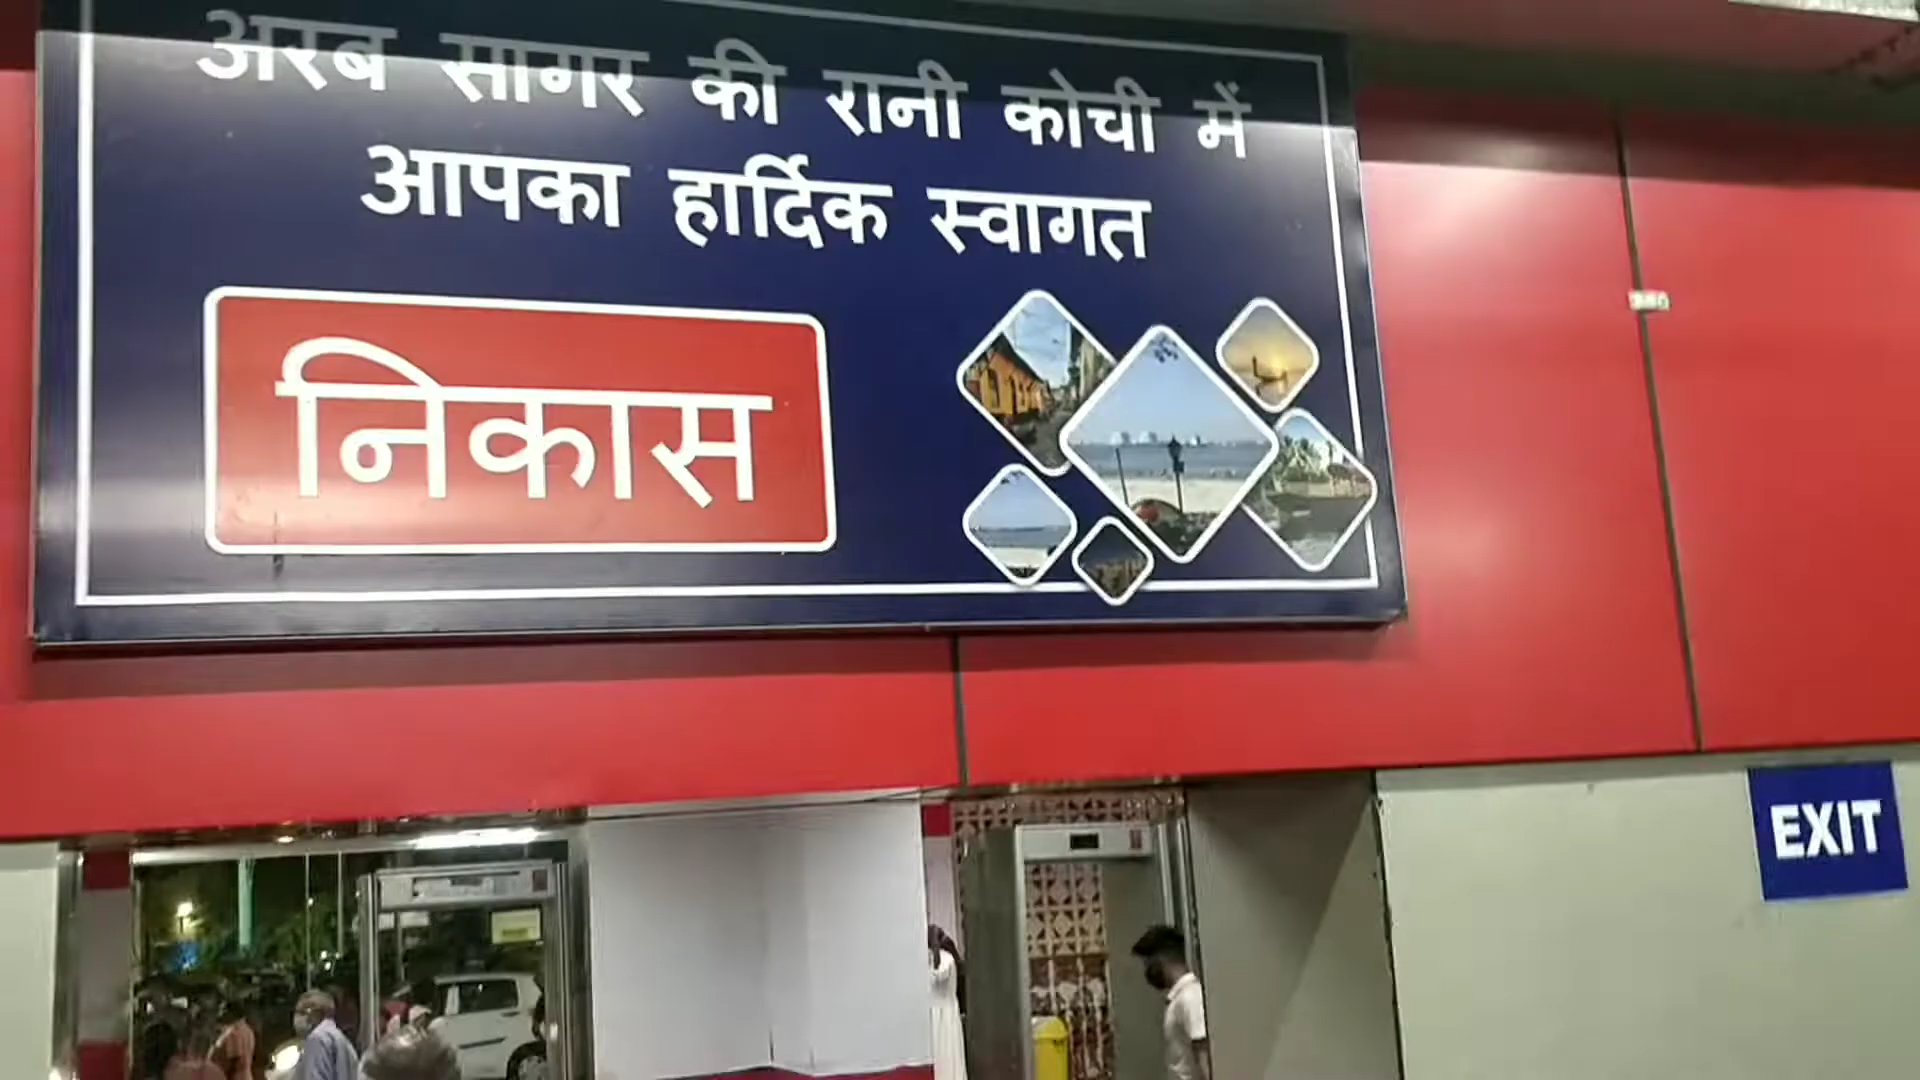 अरब सागर की रानी कोची में
आपका हार्दिक स्वागत
निकास
EXIT